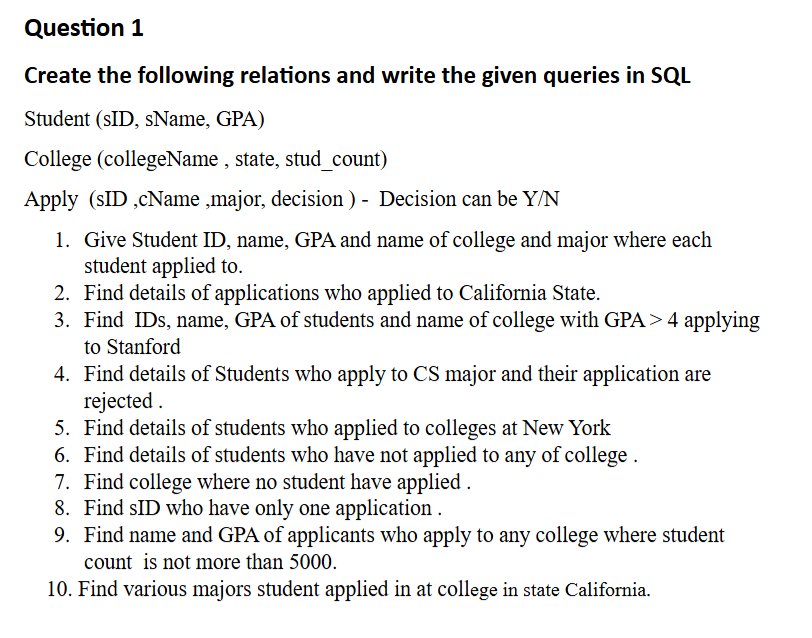 Question 1
Create the following relations and write the given queries in SQL
Student (sID, sName, GPA)
College (collegeName , state, stud_count)
Apply  (sID ,cName ,major, decision ) -  Decision can be Y/N
1. Give Student ID, name, GPA and name of college and major where each
student applied to.
2. Find details of applications who applied to California State.
3. Find  IDs, name, GPA of students and name of college with GPA > 4 applying
to Stanford
4. Find details of Students who apply to CS major and their application are
rejected .
5. Find details of students who applied to colleges at New York
6. Find details of students who have not applied to any of college .
7. Find college where no student have applied .
8. Find sID who have only one application .
9. Find name and GPA of applicants who apply to any college where student
count  is not more than 5000.
10. Find various majors student applied in at college in state California.